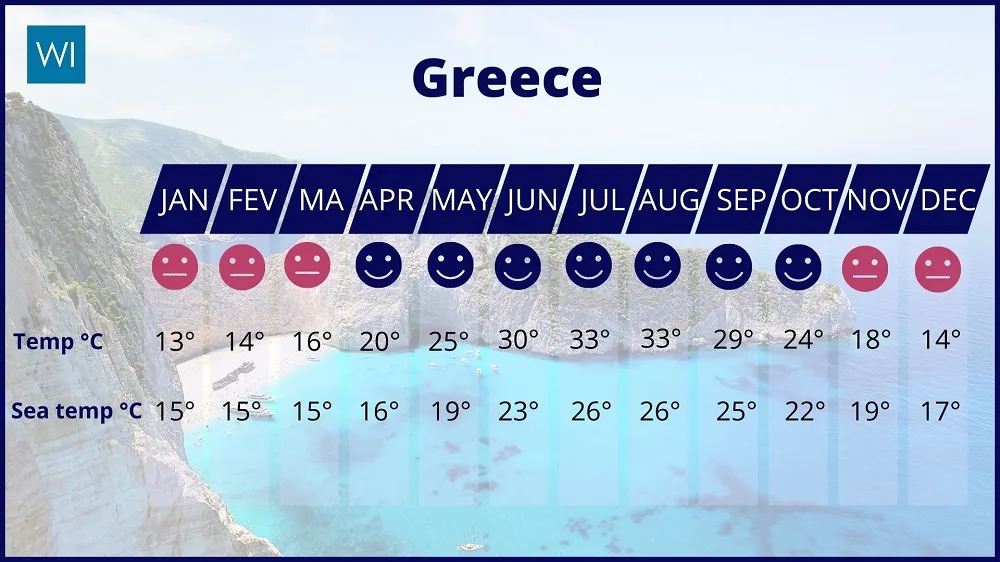 WI
Greece
JAN FEV MA APR MAY JUN JUL AUG SEP OCT NOV DEC
Temp °C 13° 14° 16° 20° 25° 30° 33° 33° 29° 24° 18° 14°
Sea temp °C 15° 15° 15° 16° 19° 23° 26° 26° 25° 22° 19° 17°